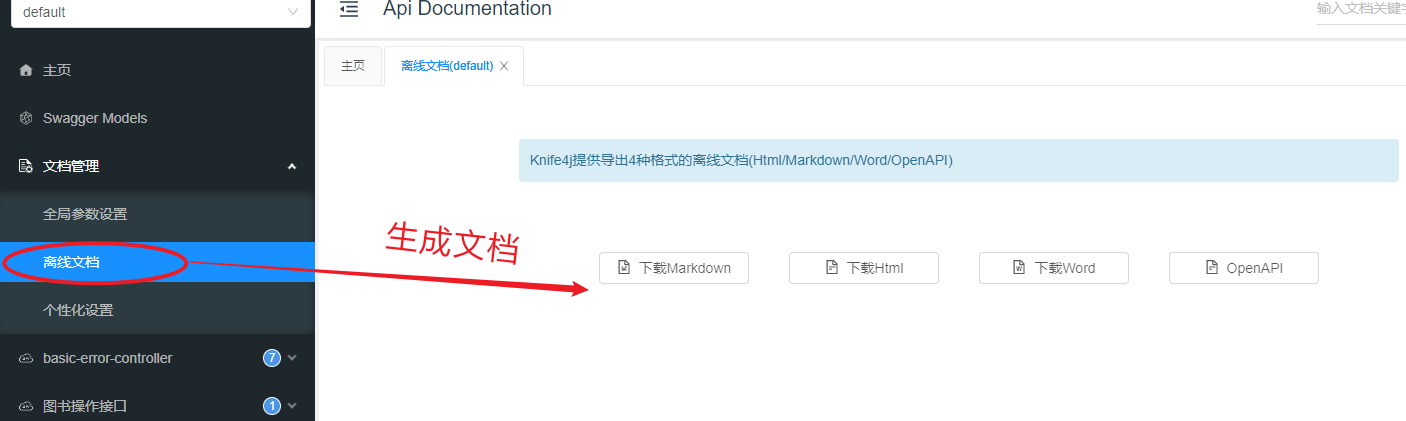 default
主页
Swagger Models
文档管理
全局参数设置
离线文档
个性化设置
basic-error-controller 7
图书操作接口 1
Api Documentation
输入文档关键字
主页 离线文档(default)
Knife4j提供导出4种格式的离线文档(Html/Markdown/Word/OpenAPI)
生成文档
下载Markdown 下载Html 下载Word OpenAPI